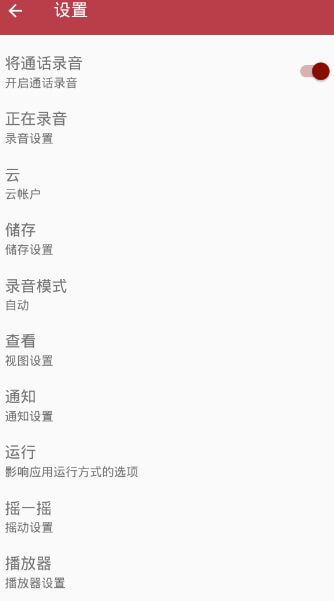 设置
将通话录音
开启通话录音
正在录音
录音设置
云
云帐户
储存
储存设置
录音模式
自动
查看
视图设置
通知
通知设置
运行
影响应用运行方式的选项
摇一摇
摇动设置
播放器
播放器设置